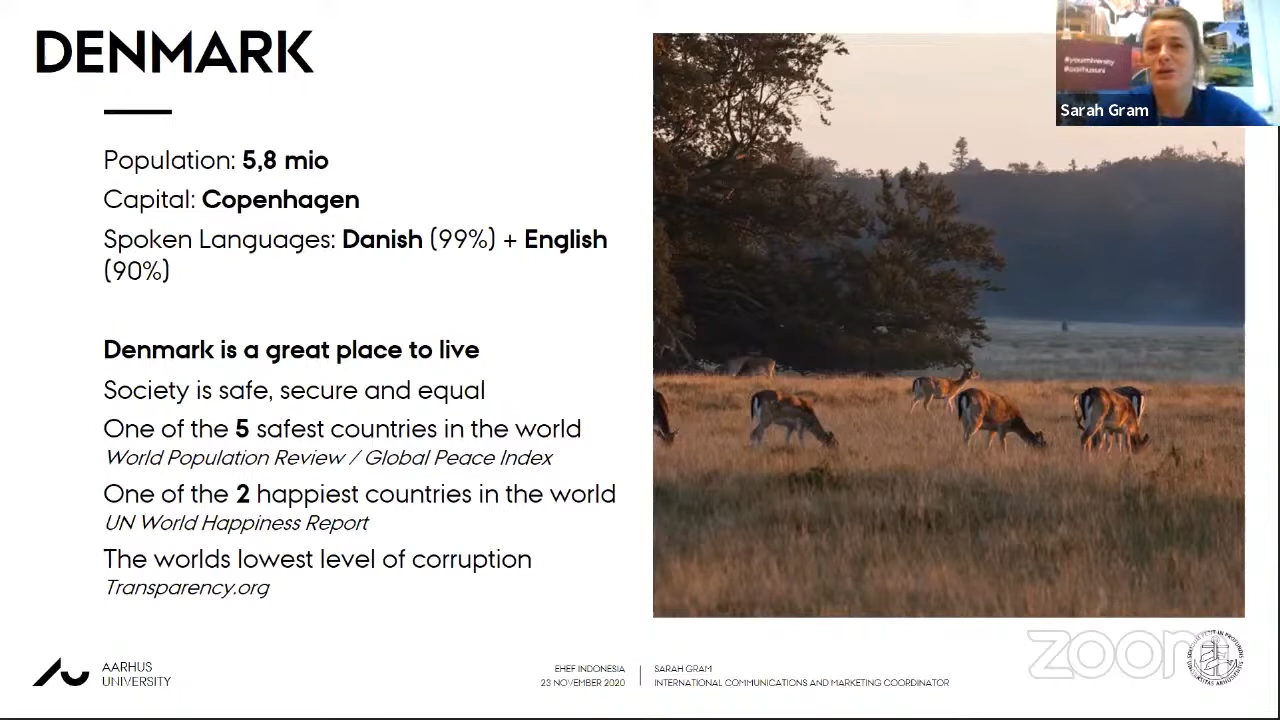 DENMARK
Population: 5,8 mio
Capital: Copenhagen
Spoken Languages: Danish (99%) + English
(90%)
Denmark is a great place to live
Society is safe, secure and equal
One of the 5 safest countries in the world
World Population Review / Global Peace Index
One of the 2 happiest countries in the world
UN World Happiness Report
The worlds lowest level of corruption
Transparency.org
#yourniversity
#aarhusuni
Sarah Gram
AARHUS
UNIVERSITY
EHEF INDONESIA
23 NOVEMBER 2020
SARAH GRAM
INTERNATIONAL COMMUNICATIONS AND MARKETING COORDINATOR
zoom